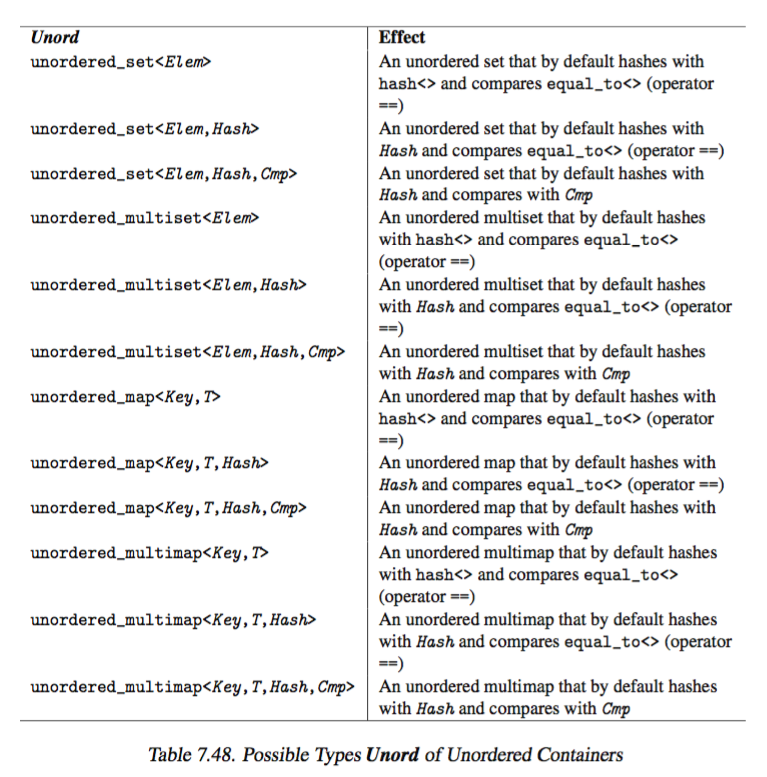 Unord Effect
unordered_set<Elem> An unordered set that by default hashes with
hash<> and compares equal_to<> (operator
==)
unordered_set<Elem,Hash> An unordered set that by default hashes with
Hash and compares equal_to<> (operator ==)
unordered_set<Elem,Hash,Cmp> An unordered set that by default hashes with
Hash and compares with Cmp
unordered_multiset<Elem> An unordered multiset that by default hashes
with hash<> and compares equal_to<>
(operator ==)
unordered_multiset<Elem,Hash> An unordered multiset that by default hashes
with Hash and compares equal_to<> (operator
==)
unordered_multiset<Elem,Hash,Cmp> An unordered multiset that by default hashes
with Hash and compares with Cmp
unordered_map<Key,T> An unordered map that by default hashes with
hash<> and compares equal_to<> (operator
==)
unordered_map<Key,T,Hash> An unordered map that by default hashes with
Hash and compares equal_to<> (operator ==)
unordered_map<Key,T,Hash,Cmp> An unordered map that by default hashes with
Hash and compares with Cmp
unordered_multimap<Key,T> An unordered multimap that by default hashes
with hash<> and compares equal_to<>
(operator ==)
unordered_multimap<Key,T,Hash> An unordered multimap that by default hashes
with Hash and compares equal_to<> (operator
==)
unordered_multimap<Key,T,Hash,Cmp> An unordered multimap that by default hashes
with Hash and compares with Cmp
Table 7.48. Possible Types Unord of Unordered Containers